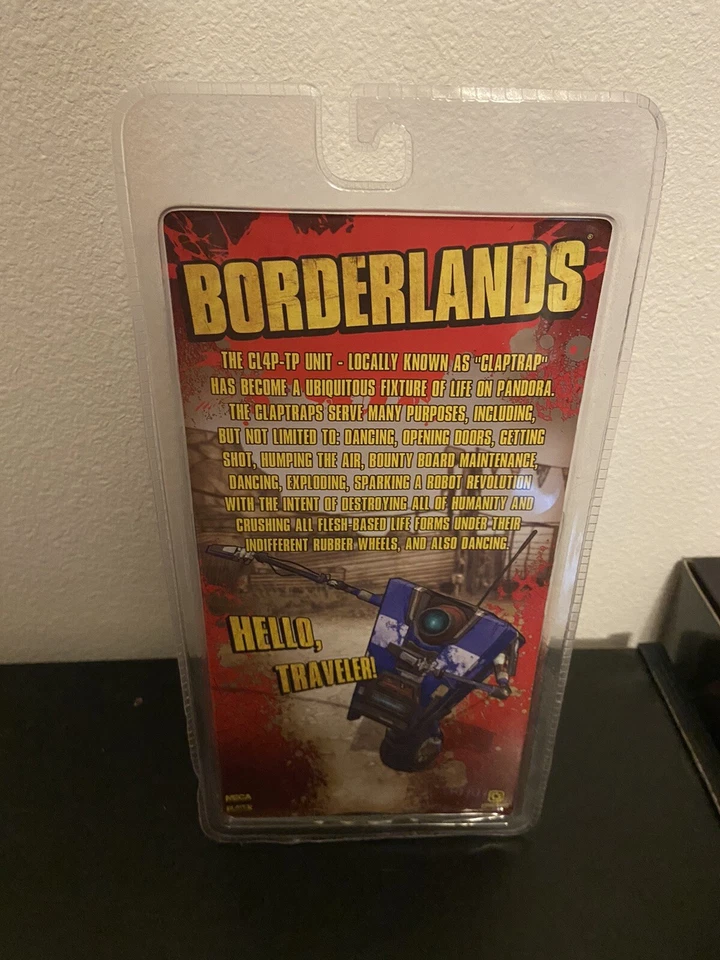 BORDERLANDS
THE CL4P-TP UNIT - LOCALLY KNOWN AS "CLAPTRAP"
HAS BECOME A UBIQUITOUS FIXTURE OF LIFE ON PANDORA.
THE CLAPTRAPS SERVE MANY PURPOSES, INCLUDING,
BUT NOT LIMITED TO: DANCING, OPENING DOORS, GETTING
SHOT, HUMPING THE AIR, BOUNTY BOARD MAINTENANCE,
DANCING, EXPLODING, SPARKING A ROBOT REVOLUTION
WITH THE INTENT OF DESTROYING ALL OF HUMANITY AND
CRUSHING ALL FLESH-BASED LIFE FORMS UNDER THEIR
INDIFFERENT RUBBER WHEELS, AND ALSO DANCING.
HELLO,
TRAVELER!